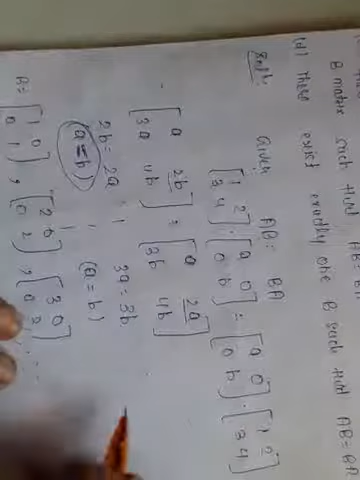 B matrix such that AB = B
(d) There exist exactly one B such that AB = BA
Soln. Given AB = BA
[1 2
3 4] . [a 0
0 b] = [a 0
0 b] . [1 2
3 4]
[a 2b
3a 4b] = [a 2a
3b 4b]
2b = 2a , 3a = 3b
(a = b) , (a = b)
B = [1 0
0 1] , [2 0
0 2] , [3 0
0 3] ...